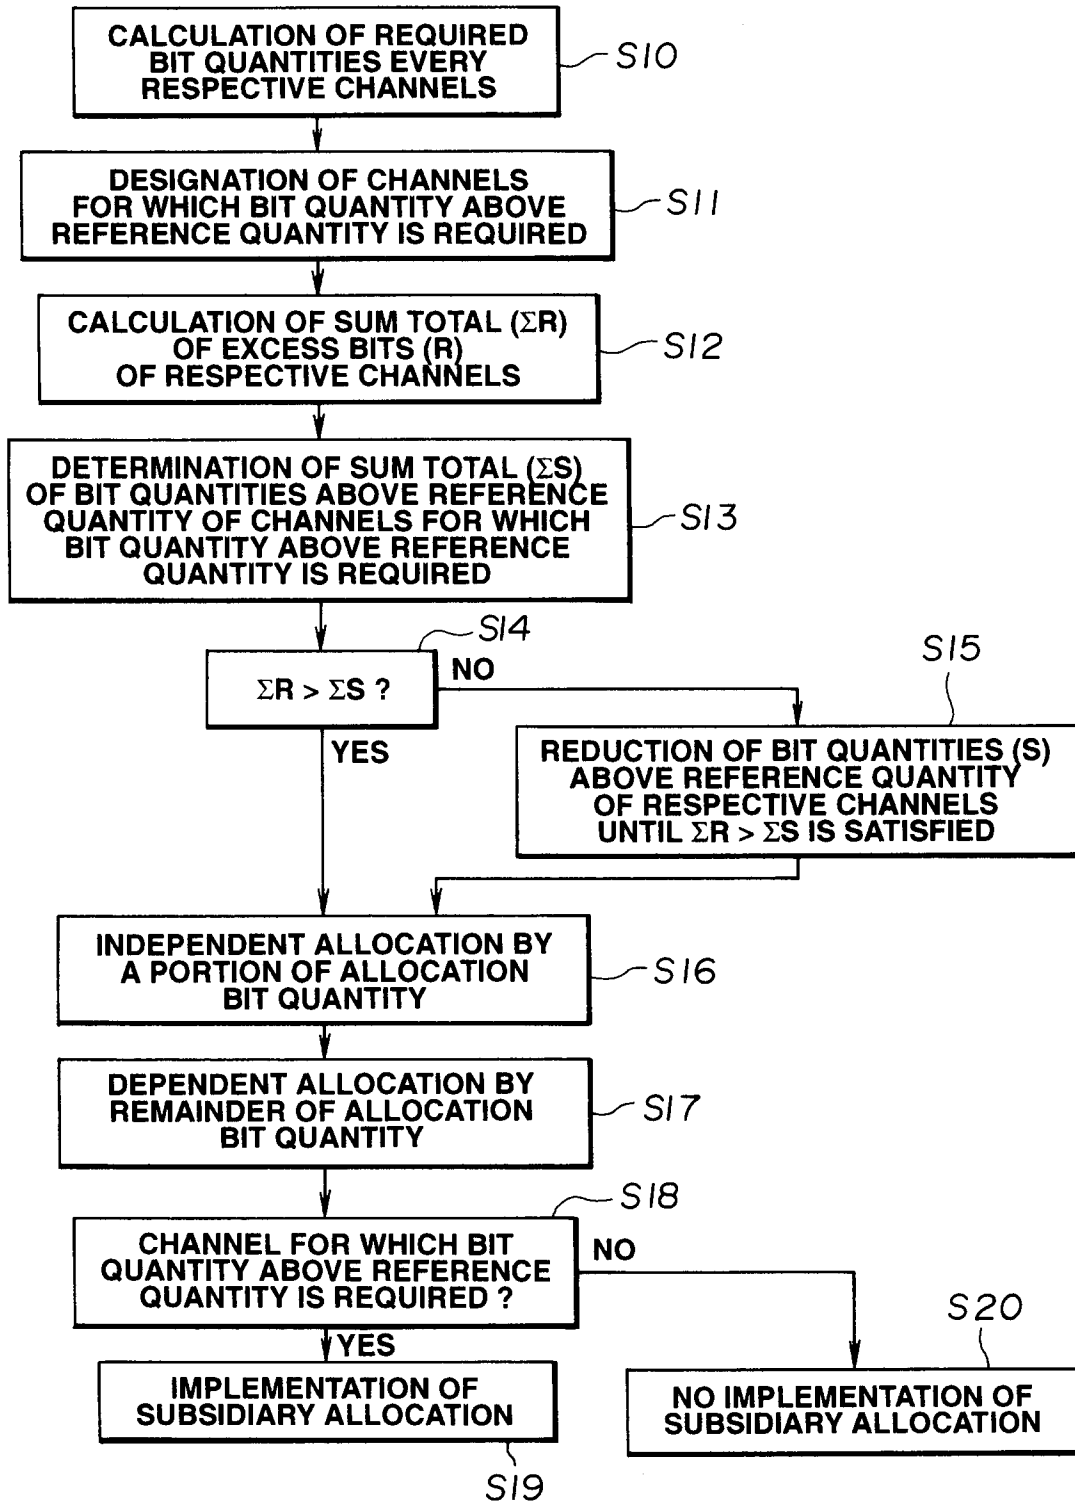 CALCULATION OF REQUIRED
BIT QUANTITIES EVERY
RESPECTIVE CHANNELS
S10
DESIGNATION OF CHANNELS
FOR WHICH BIT QUANTITY ABOVE
REFERENCE QUANTITY IS REQUIRED
S11
CALCULATION OF SUM TOTAL (ΣR)
OF EXCESS BITS (R)
OF RESPECTIVE CHANNELS
S12
DETERMINATION OF SUM TOTAL (ΣS)
OF BIT QUANTITIES ABOVE REFERENCE
QUANTITY OF CHANNELS FOR WHICH
BIT QUANTITY ABOVE REFERENCE
QUANTITY IS REQUIRED
S13
S14
ΣR > ΣS ?
NO
YES
S15
REDUCTION OF BIT QUANTITIES (S)
ABOVE REFERENCE QUANTITY
OF RESPECTIVE CHANNELS
UNTIL ΣR > ΣS IS SATISFIED
INDEPENDENT ALLOCATION BY
A PORTION OF ALLOCATION
BIT QUANTITY
S16
DEPENDENT ALLOCATION BY
REMAINDER OF ALLOCATION
BIT QUANTITY
S17
S18
CHANNEL FOR WHICH BIT
QUANTITY ABOVE REFERENCE
QUANTITY IS REQUIRED ?
NO
YES
IMPLEMENTATION OF
SUBSIDIARY ALLOCATION
S19
S20
NO IMPLEMENTATION OF
SUBSIDIARY ALLOCATION